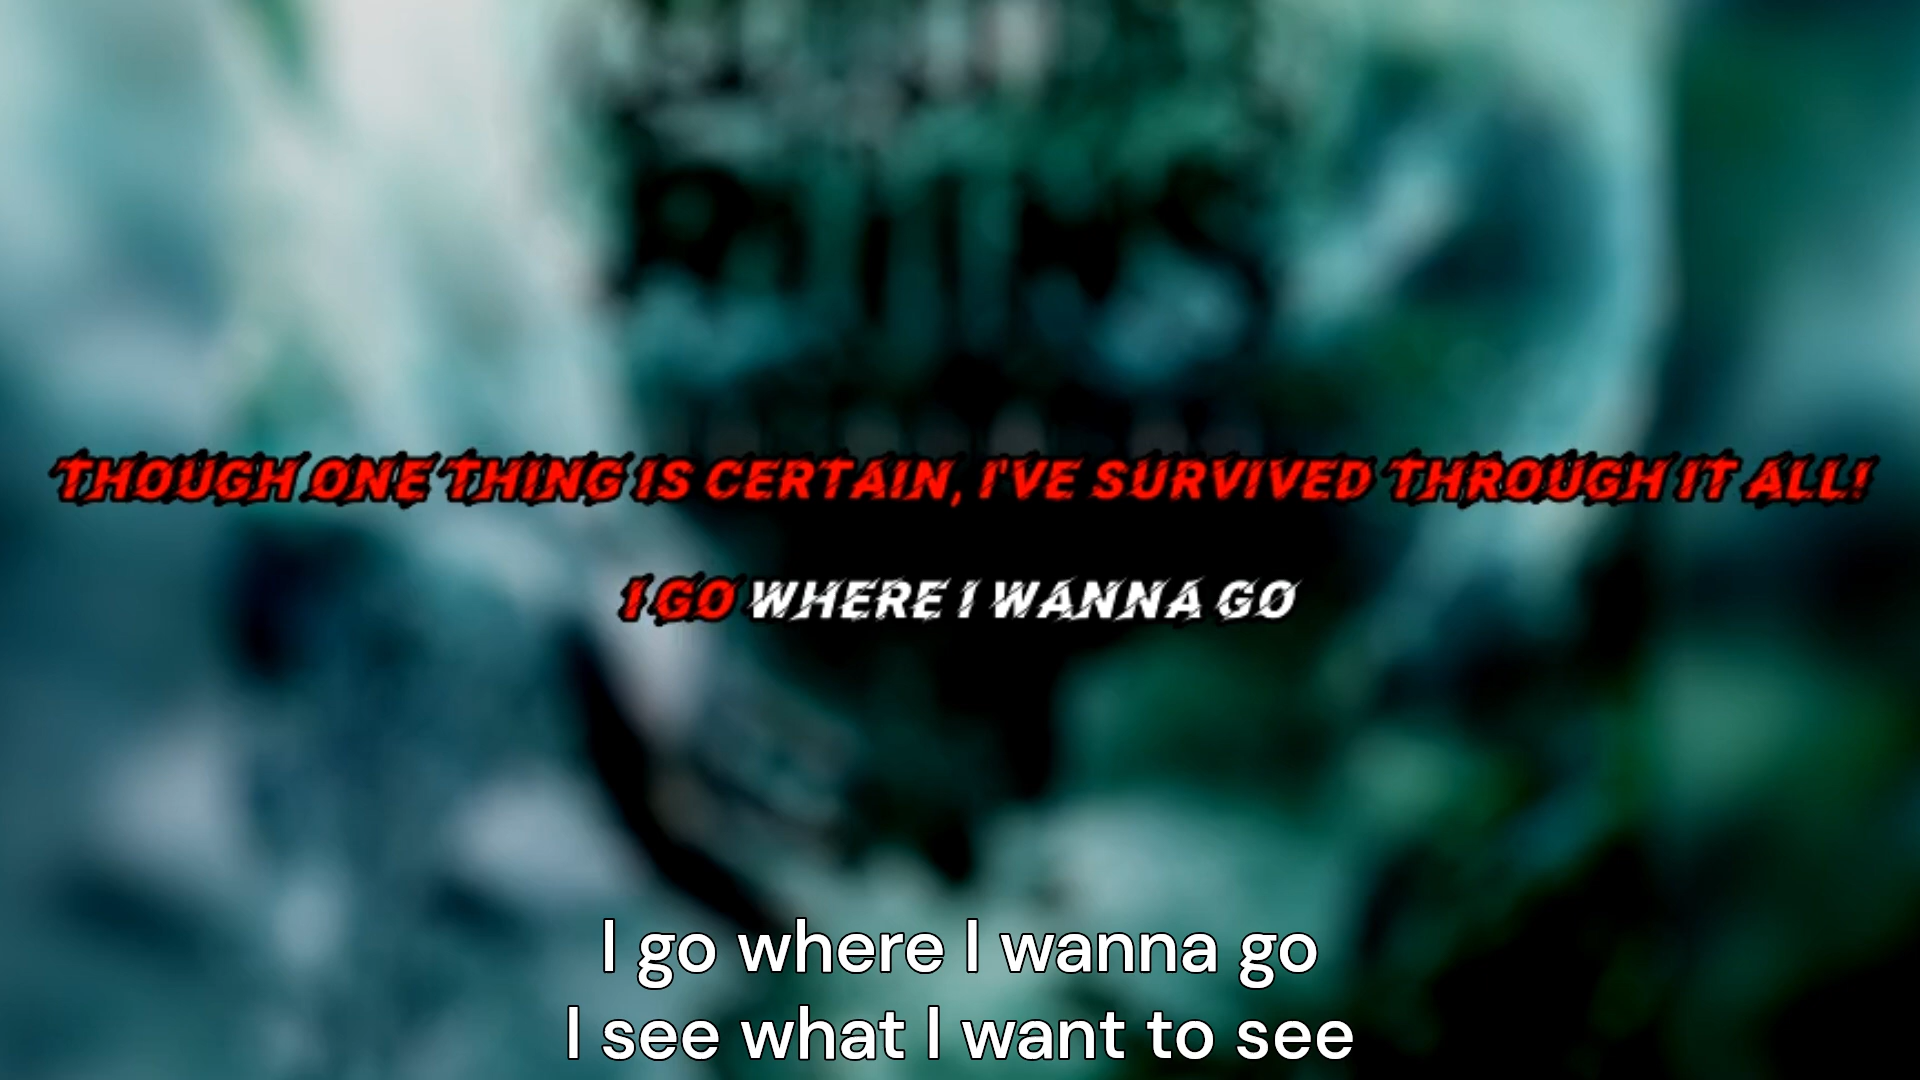 THOUGH ONE THING IS CERTAIN, I'VE SURVIVED THROUGH IT ALL!
I GO WHERE I WANNA GO
I go where I wanna go
I see what I want to see